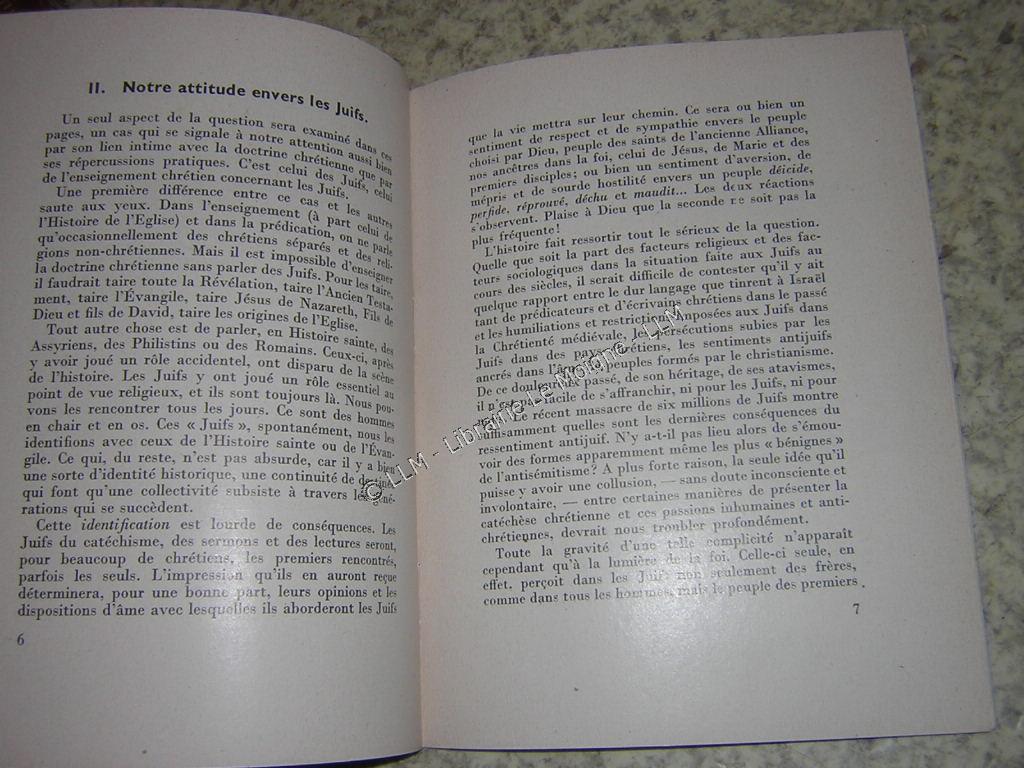 II. Notre attitude envers les Juifs.
Un seul aspect de la question sera examiné dans ces
pages, un cas qui se signale à notre attention aussi bien
par son lien intime avec la doctrine chrétienne que par
ses répercussions pratiques. C'est celui des Juifs, celui
de l'enseignement chrétien concernant les Juifs.
Une première différence entre ce cas et les autres
saute aux yeux. Dans l'enseignement (à part celui de
l'Histoire de l'Eglise) et dans la prédication, on ne parle
qu'occasionnellement des chrétiens séparés et des reli-
gions non-chrétiennes. Mais il est impossible d'enseigner
la doctrine chrétienne sans parler des Juifs. Pour les taire,
il faudrait taire toute la Révélation, taire l'Ancien Testa-
ment, taire l'Évangile, taire Jésus de Nazareth, Fils de
Dieu et fils de David, taire les origines de l'Eglise.
Tout autre chose est de parler, en Histoire sainte, des
Assyriens, des Philistins ou des Romains. Ceux-ci, après
y avoir joué un rôle accidentel, ont disparu de la scène
de l'histoire. Les Juifs y ont joué un rôle essentiel au
point de vue religieux, et ils sont toujours là. Nous pou-
vons les rencontrer tous les jours. Ce sont des hommes
en chair et en os. Ces « Juifs », spontanément, nous les
identifions avec ceux de l'Histoire sainte ou de l'Évan-
gile. Ce qui, du reste, n'est pas absurde, car il y a bien
une sorte d'identité historique, une continuité de destinée
qui font qu'une collectivité subsiste à travers les géné-
rations qui se succèdent.
Cette identification est lourde de conséquences. Les
Juifs du catéchisme, des sermons et des lectures seront,
pour beaucoup de chrétiens, les premiers rencontrés,
parfois les seuls. L'impression qu'ils en auront reçue
déterminera, pour une bonne part, leurs opinions et les
dispositions d'âme avec lesquelles ils aborderont les Juifs
6
que la vie mettra sur leur chemin. Ce sera ou bien un
sentiment de respect et de sympathie envers le peuple
choisi par Dieu, peuple des saints de l'ancienne Alliance,
nos ancêtres dans la foi, celui de Jésus, de Marie et des
premiers disciples; ou bien un sentiment d'aversion, de
mépris et de sourde hostilité envers un peuple déicide,
perfide, réprouvé, déchu et maudit... Les deux réactions
s'observent. Plaise à Dieu que la seconde ne soit pas la
plus fréquente!
L'histoire fait ressortir tout le sérieux de la question.
Quelle que soit la part des facteurs religieux et des fac-
teurs sociologiques dans la situation faite aux Juifs au
cours des siècles, il serait difficile de contester qu'il y ait
quelque rapport entre le dur langage que tinrent à Israël
tant de prédicateurs et d'écrivains chrétiens dans le passé
et les humiliations et restrictions imposées aux Juifs dans
la Chrétienté médiévale, les persécutions subies par les
Juifs dans des pays chrétiens, les sentiments antijuifs
ancrés dans l'âme de peuples formés par le christianisme.
De ce douloureux passé, de son héritage, de ses atavismes,
il n'est pas facile de s'affranchir, ni pour les Juifs, ni pour
Le récent massacre de six millions de Juifs montre
suffisamment quelles sont les dernières conséquences du
ressentiment antijuif. N'y a-t-il pas lieu alors de s'émou-
voir des formes apparemment même les plus « bénignes »
de l'antisémitisme? A plus forte raison, la seule idée qu'il
puisse y avoir une collusion, — sans doute inconsciente et
involontaire, — entre certaines manières de présenter la
catéchèse chrétienne et ces passions inhumaines et anti-
chrétiennes, devrait nous troubler profondément.
Toute la gravité d'une telle complicité n'apparaît
cependant qu'à la lumière de la foi. Celle-ci seule, en
effet, perçoit dans les Juifs non seulement des frères,
comme dans tous les hommes, mais le peuple des premiers
7
© LLM - Librairie Le Moigne - LLM